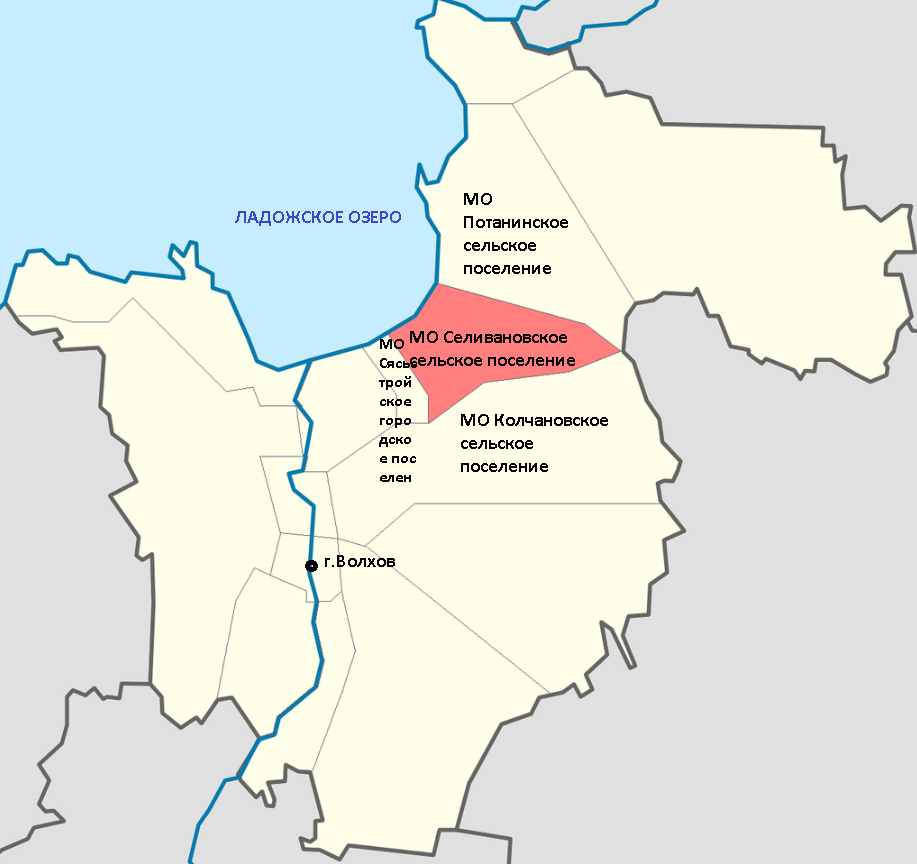 МО
Потанинское
сельское
поселение
ЛАДОЖСКОЕ ОЗЕРО
МО Селивановское
сельское поселение
МО
Сясьс
трой
ское
горо
дско
е пос
елен
МО Колчановское
сельское
поселение
г.Волхов